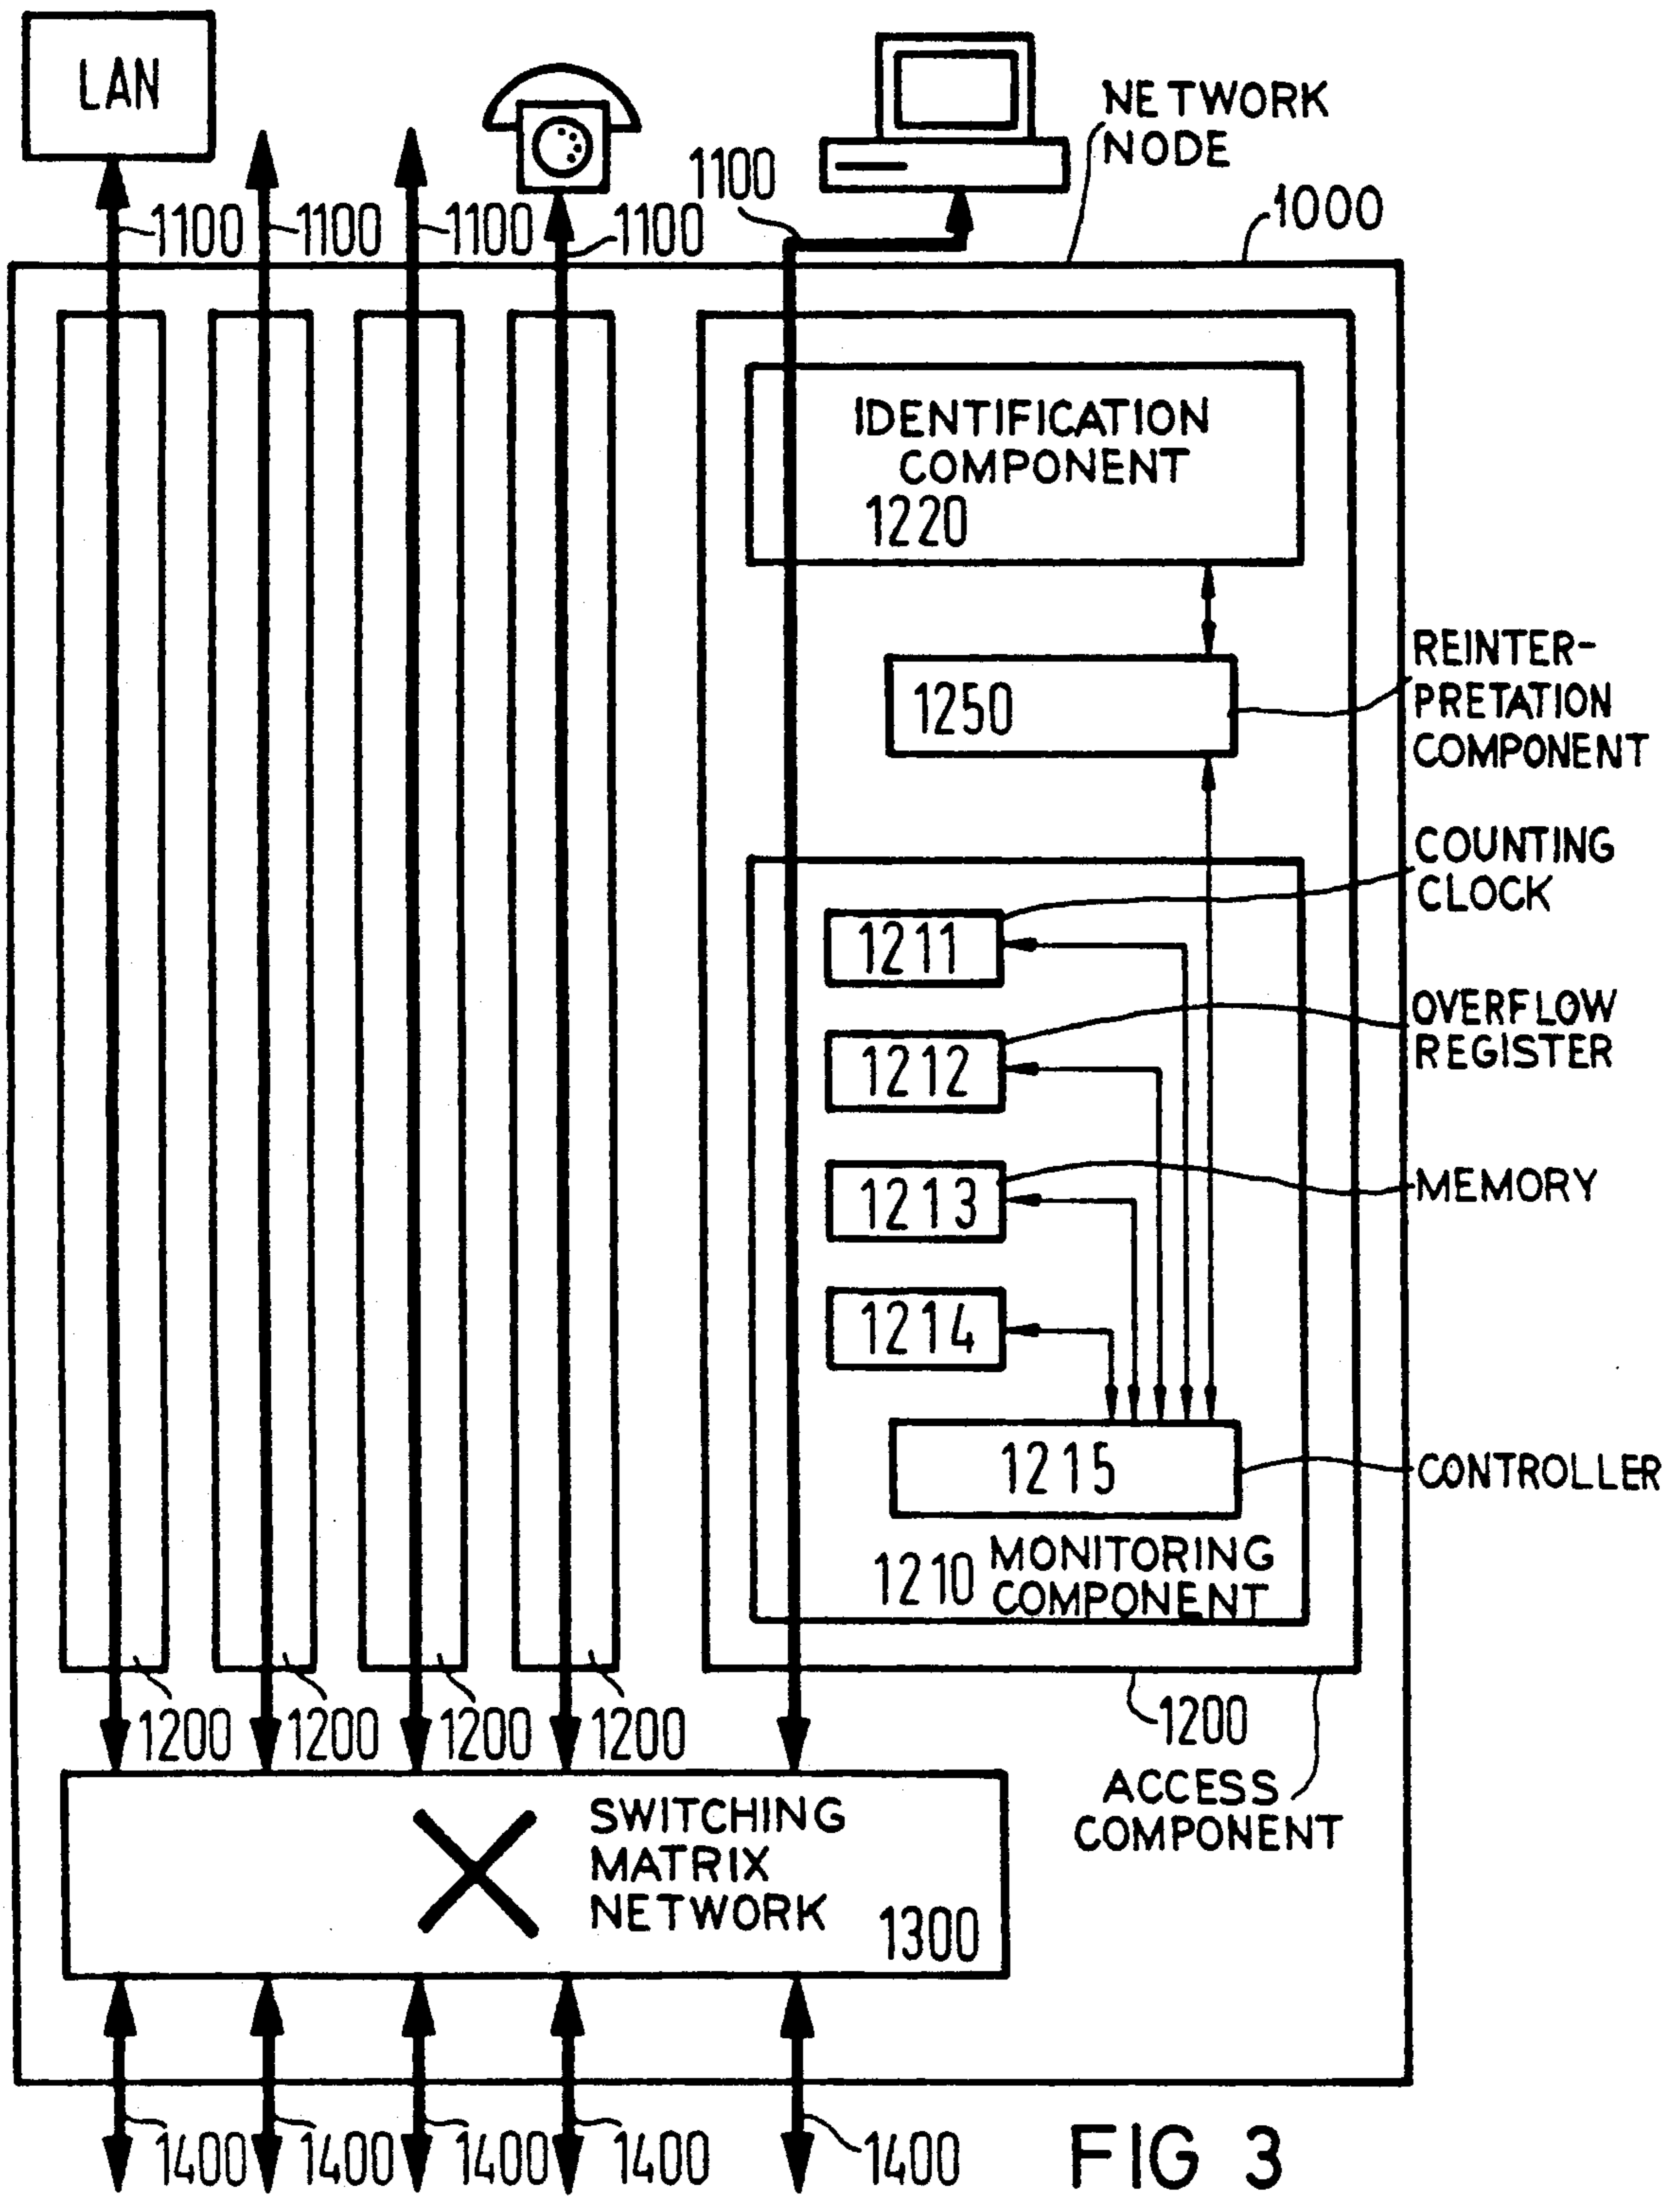 LAN
NETWORK
NODE
1100
1100
1100
1100
1100
1000
IDENTIFICATION
COMPONENT
1220
1250
REINTER-
PRETATION
COMPONENT
COUNTING
CLOCK
1211
OVERFLOW
REGISTER
1212
MEMORY
1213
1214
1215
CONTROLLER
1210
MONITORING
COMPONENT
1200
1200
1200
1200
1200
ACCESS
COMPONENT
SWITCHING
MATRIX
NETWORK
1300
1400
1400
1400
1400
1400
FIG 3